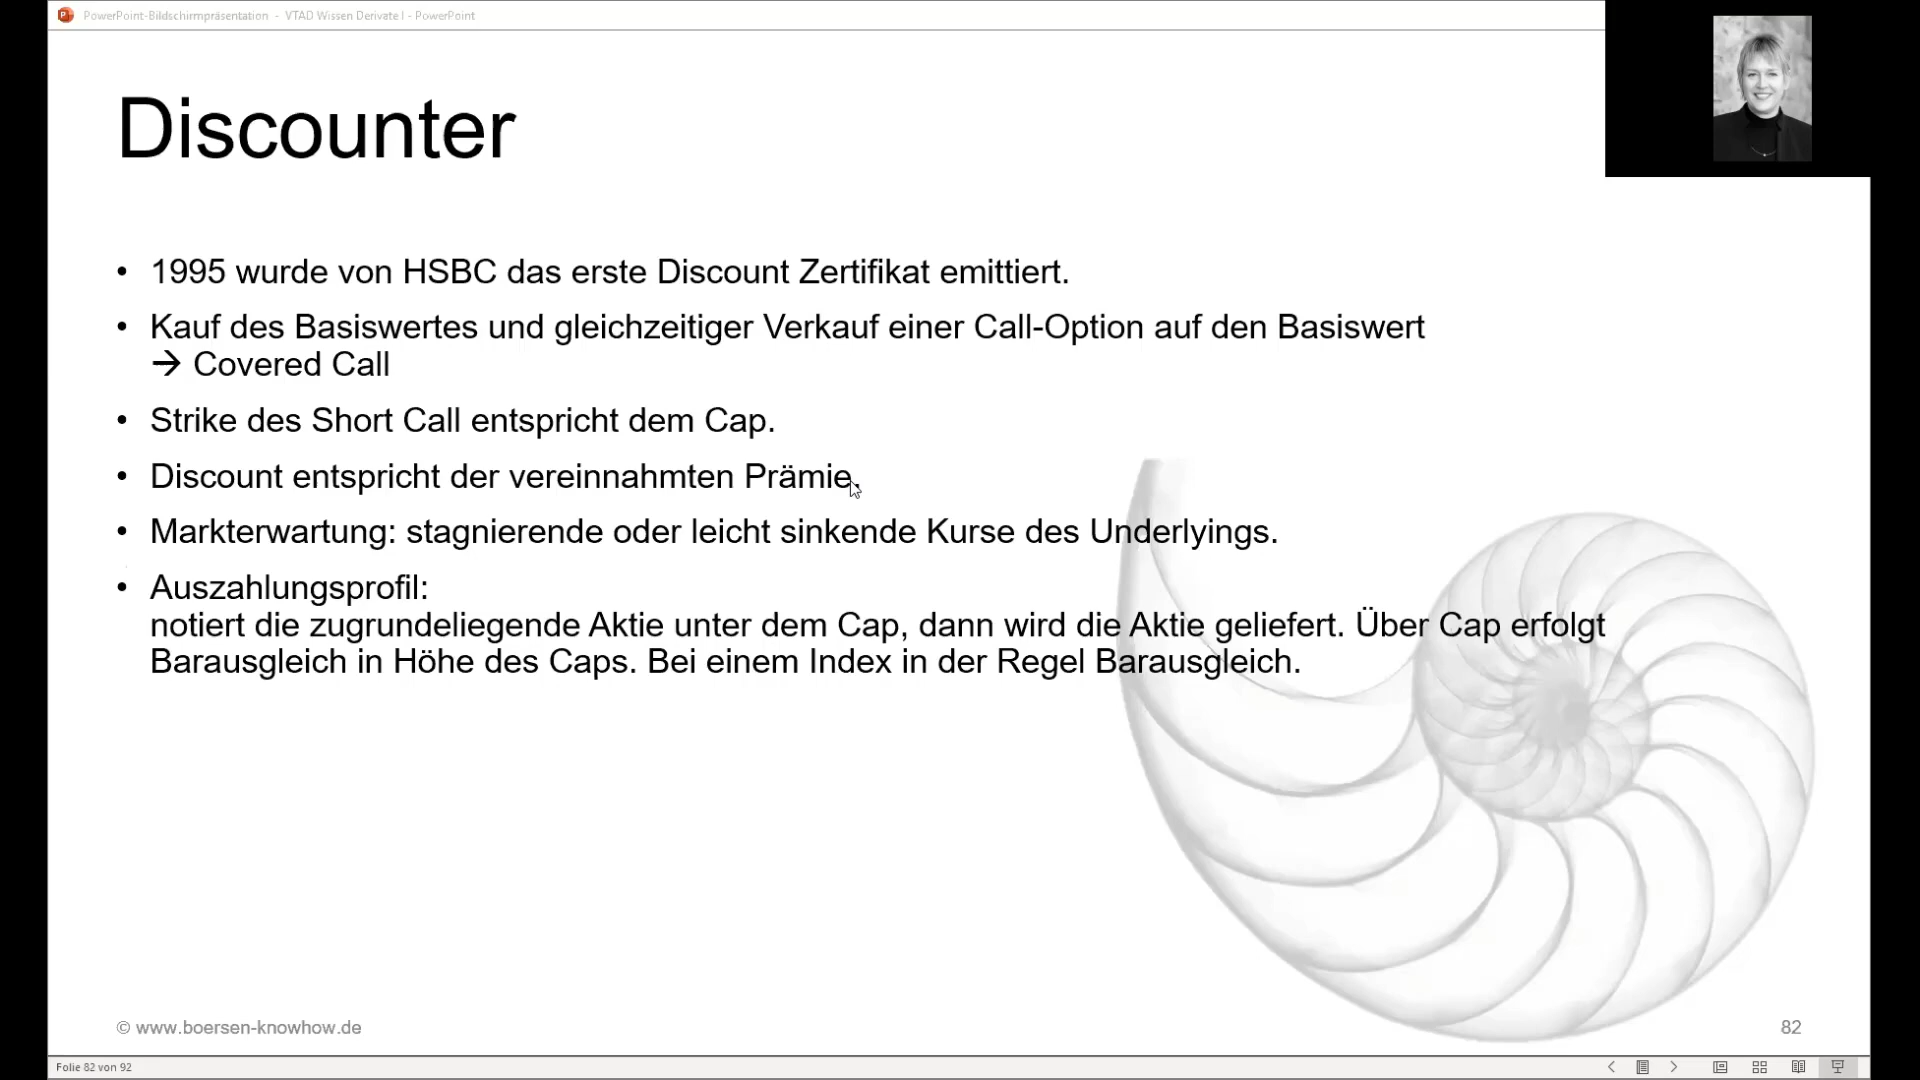 PowerPoint-Bildschirmpräsentation - VTAD Wissen Derivate I - PowerPoint
Discounter
• 1995 wurde von HSBC das erste Discount Zertifikat emittiert.
• Kauf des Basiswertes und gleichzeitiger Verkauf einer Call-Option auf den Basiswert
→ Covered Call
• Strike des Short Call entspricht dem Cap.
• Discount entspricht der vereinnahmten Prämie.
• Markterwartung: stagnierende oder leicht sinkende Kurse des Underlyings.
• Auszahlungsprofil:
notiert die zugrundeliegende Aktie unter dem Cap, dann wird die Aktie geliefert. Über Cap erfolgt
Barausgleich in Höhe des Caps. Bei einem Index in der Regel Barausgleich.
© www.boersen-knowhow.de
82
Folie 82 von 92